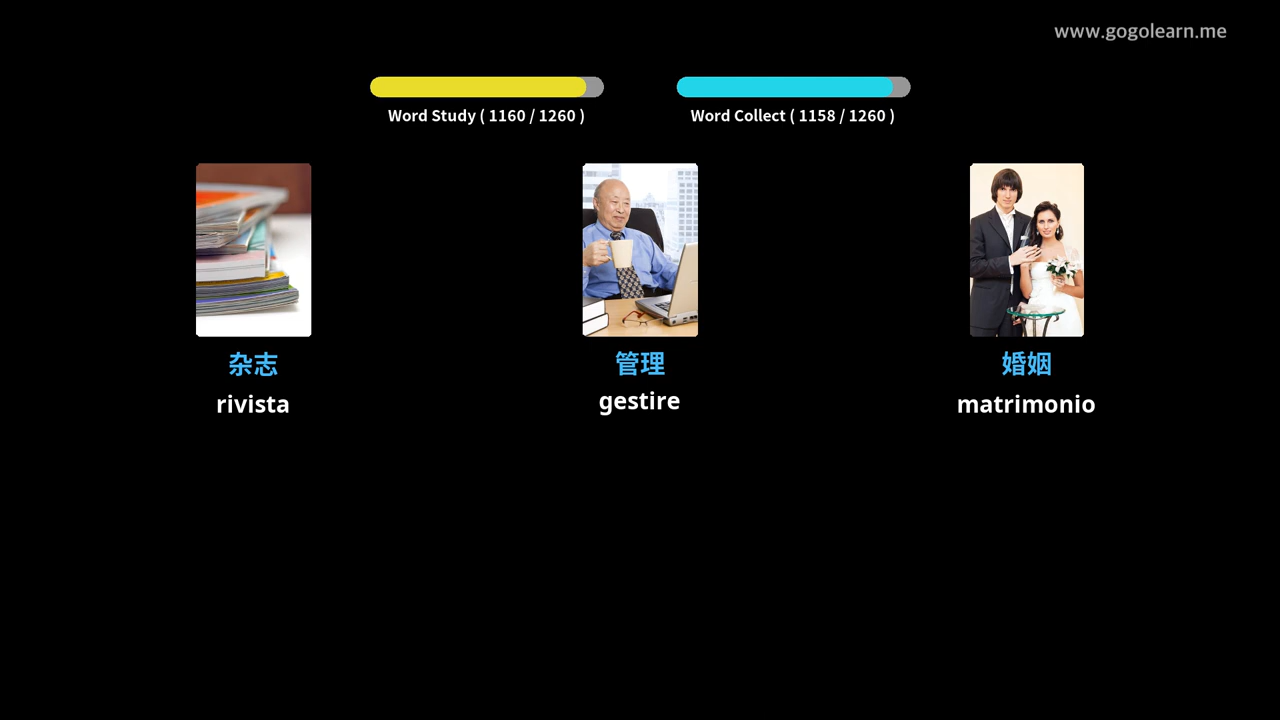 www.gogolearn.me
Word Study ( 1160 / 1260 )
Word Collect ( 1158 / 1260 )
杂志
rivista
管理
gestire
婚姻
matrimonio